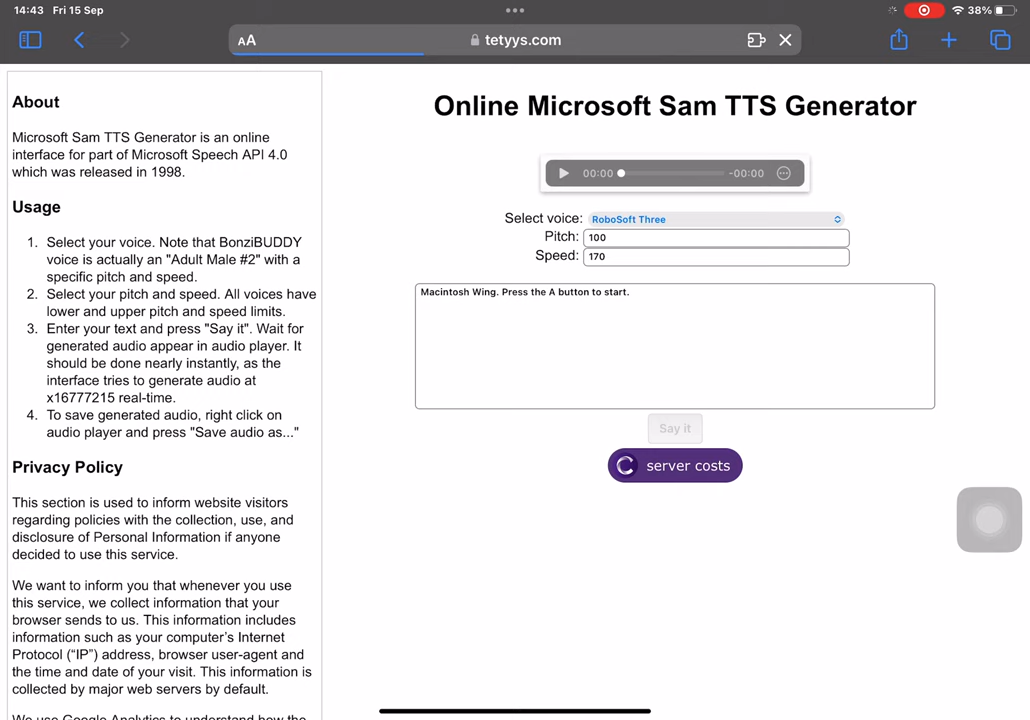 14:43 Fri 15 Sep
38%
AA
tetyys.com
About
Microsoft Sam TTS Generator is an online
interface for part of Microsoft Speech API 4.0
which was released in 1998.
Usage
1. Select your voice. Note that BonziBUDDY
voice is actually an "Adult Male #2" with a
specific pitch and speed.
2. Select your pitch and speed. All voices have
lower and upper pitch and speed limits.
3. Enter your text and press "Say it". Wait for
generated audio appear in audio player. It
should be done nearly instantly, as the
interface tries to generate audio at
x16777215 real-time.
4. To save generated audio, right click on
audio player and press "Save audio as..."
Privacy Policy
This section is used to inform website visitors
regarding policies with the collection, use, and
disclosure of Personal Information if anyone
decided to use this service.
We want to inform you that whenever you use
this service, we collect information that your
browser sends to us. This information includes
information such as your computer's Internet
Protocol (“IP”) address, browser user-agent and
the time and date of your visit. This information is
collected by major web servers by default.
We use Google Analytics to understand how the
Online Microsoft Sam TTS Generator
00:00 -00:00
Select voice: RoboSoft Three
Pitch: 100
Speed: 170
Macintosh Wing. Press the A button to start.
Say it
server costs